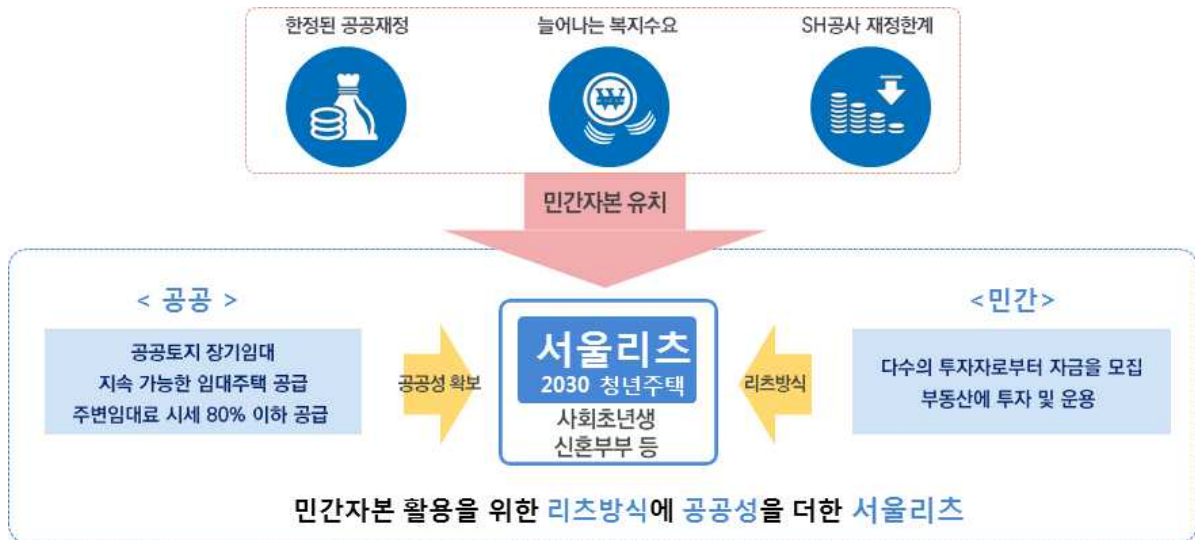 한정된 공공재정
늘어나는 복지수요
SH공사 재정한계
W
민간자본 유치
< 공공 >
공공토지 장기임대
지속 가능한 임대주택 공급
주변임대료 시세 80% 이하 공급
공공성 확보
서울리츠
2030 청년주택
사회초년생
신혼부부 등
리츠방식
<민간>
다수의 투자자로부터 자금을 모집
부동산에 투자 및 운용
민간자본 활용을 위한 리츠방식에 공공성을 더한 서울리츠